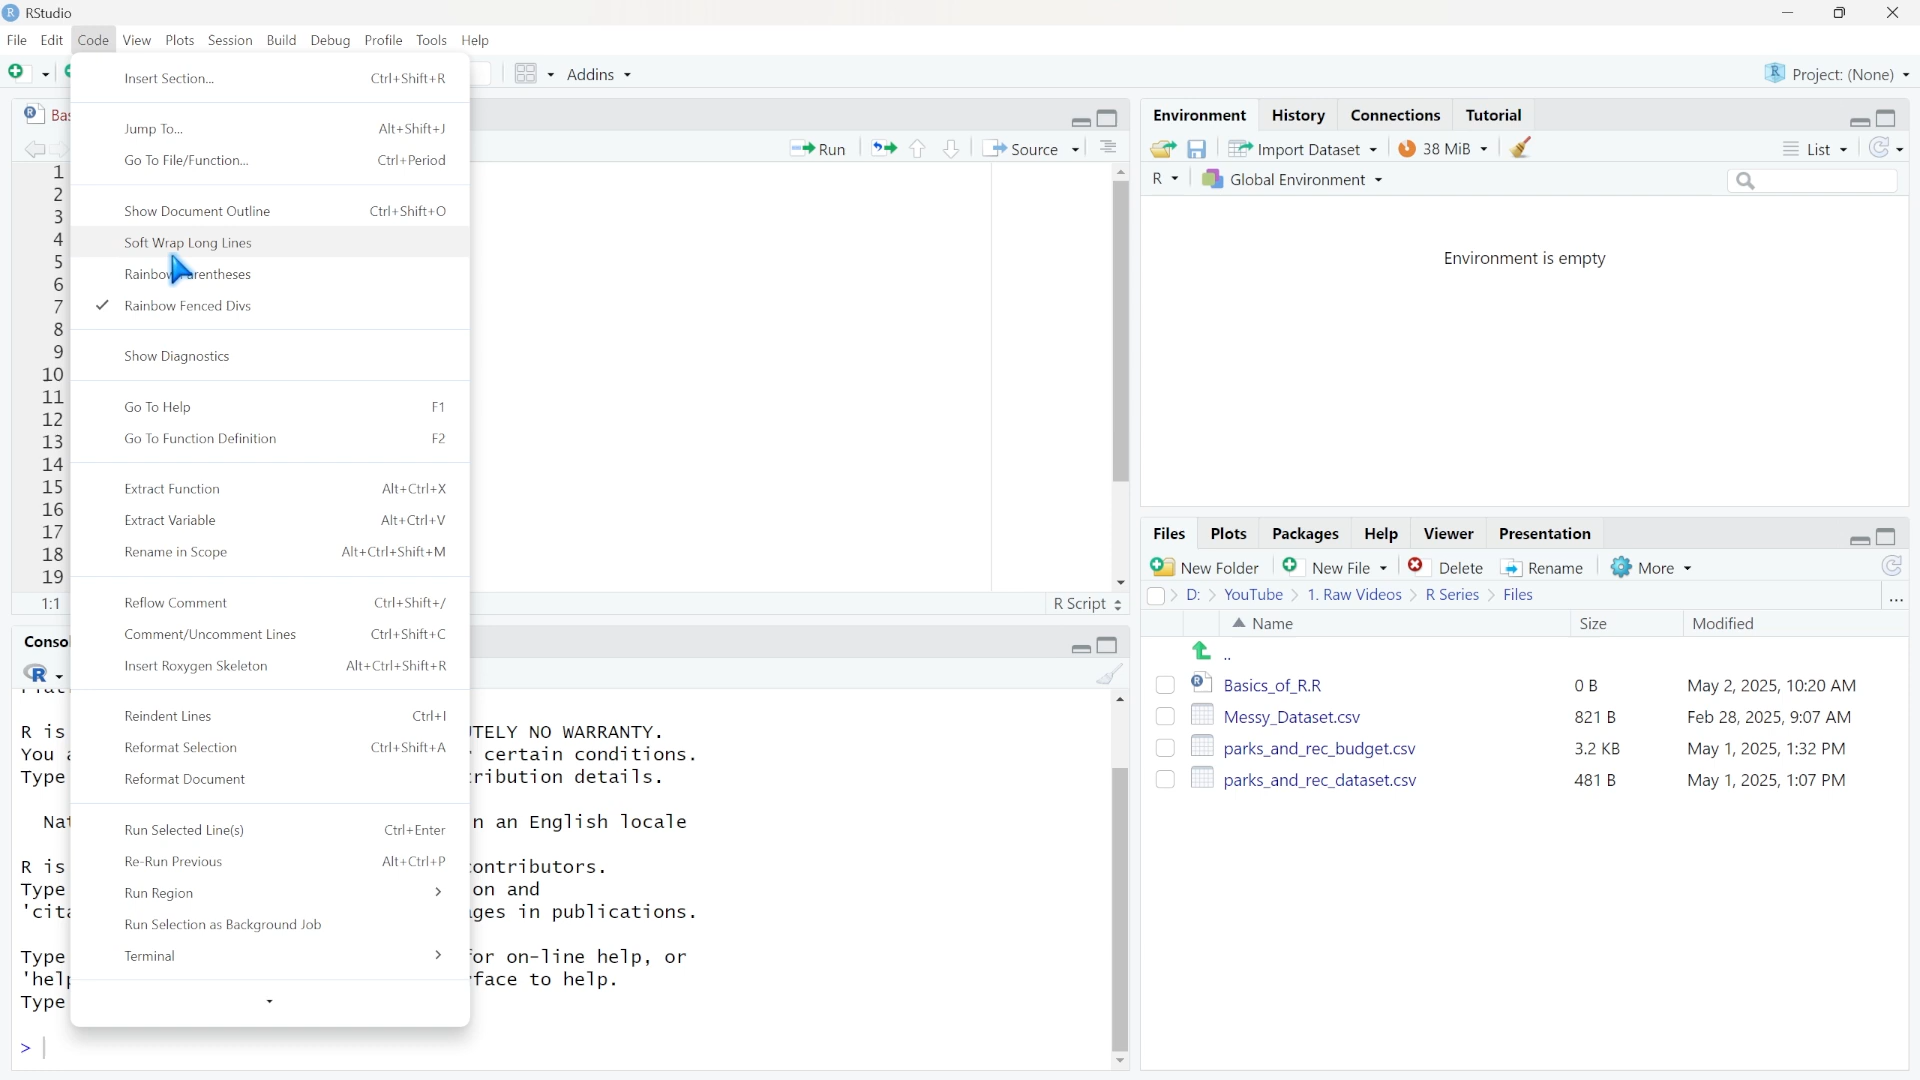 RStudio
File Edit Code View Plots Session Build Debug Profile Tools Help
Addins
Project: (None)
Insert Section... Ctrl+Shift+R
Jump To... Alt+Shift+J
Go To File/Function... Ctrl+Period
Show Document Outline Ctrl+Shift+O
Soft Wrap Long Lines
Rainbow arentheses
Rainbow Fenced Divs
Show Diagnostics
Go To Help F1
Go To Function Definition F2
Extract Function Alt+Ctrl+X
Extract Variable Alt+Ctrl+V
Rename in Scope Alt+Ctrl+Shift+M
Reflow Comment Ctrl+Shift+/
Comment/Uncomment Lines Ctrl+Shift+C
Insert Roxygen Skeleton Alt+Ctrl+Shift+R
Reindent Lines Ctrl+I
Reformat Selection Ctrl+Shift+A
Reformat Document
Run Selected Line(s) Ctrl+Enter
Re-Run Previous Alt+Ctrl+P
Run Region
Run Selection as Background Job
Terminal
Bas
Run Source
1
2
3
4
5
6
7
8
9
10
11
12
13
14
15
16
17
18
19
1:1 R Script
Consol
R
R is UTELY NO WARRANTY.
You certain conditions.
Type ribution details.
Nat n an English locale
R is contributors.
Type on and
'cita ges in publications.
Type for on-line help, or
'help face to help.
Type
>
Environment History Connections Tutorial
Import Dataset 38 MiB List
R Global Environment
Environment is empty
Files Plots Packages Help Viewer Presentation
New Folder New File Delete Rename More
D: YouTube 1. Raw Videos R Series Files ...
Name Size Modified
..
Basics_of_R.R 0 B May 2, 2025, 10:20 AM
Messy_Dataset.csv 821 B Feb 28, 2025, 9:07 AM
parks_and_rec_budget.csv 3.2 KB May 1, 2025, 1:32 PM
parks_and_rec_dataset.csv 481 B May 1, 2025, 1:07 PM